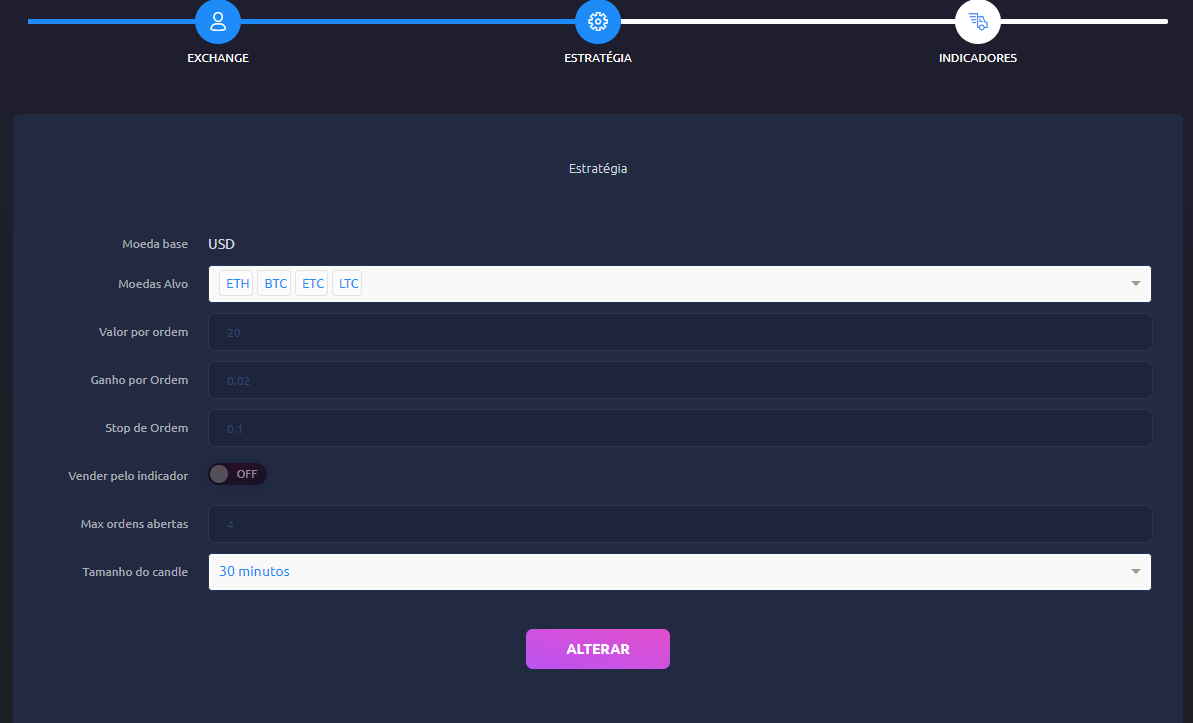 EXCHANGE ESTRATÉGIA INDICADORES
Estratégia
Moeda base USD
Moedas Alvo ETH BTC ETC LTC
Valor por ordem 20
Ganho por Ordem 0.02
Stop de Ordem 0.1
Vender pelo indicador OFF
Max ordens abertas 4
Tamanho do candle 30 minutos
ALTERAR